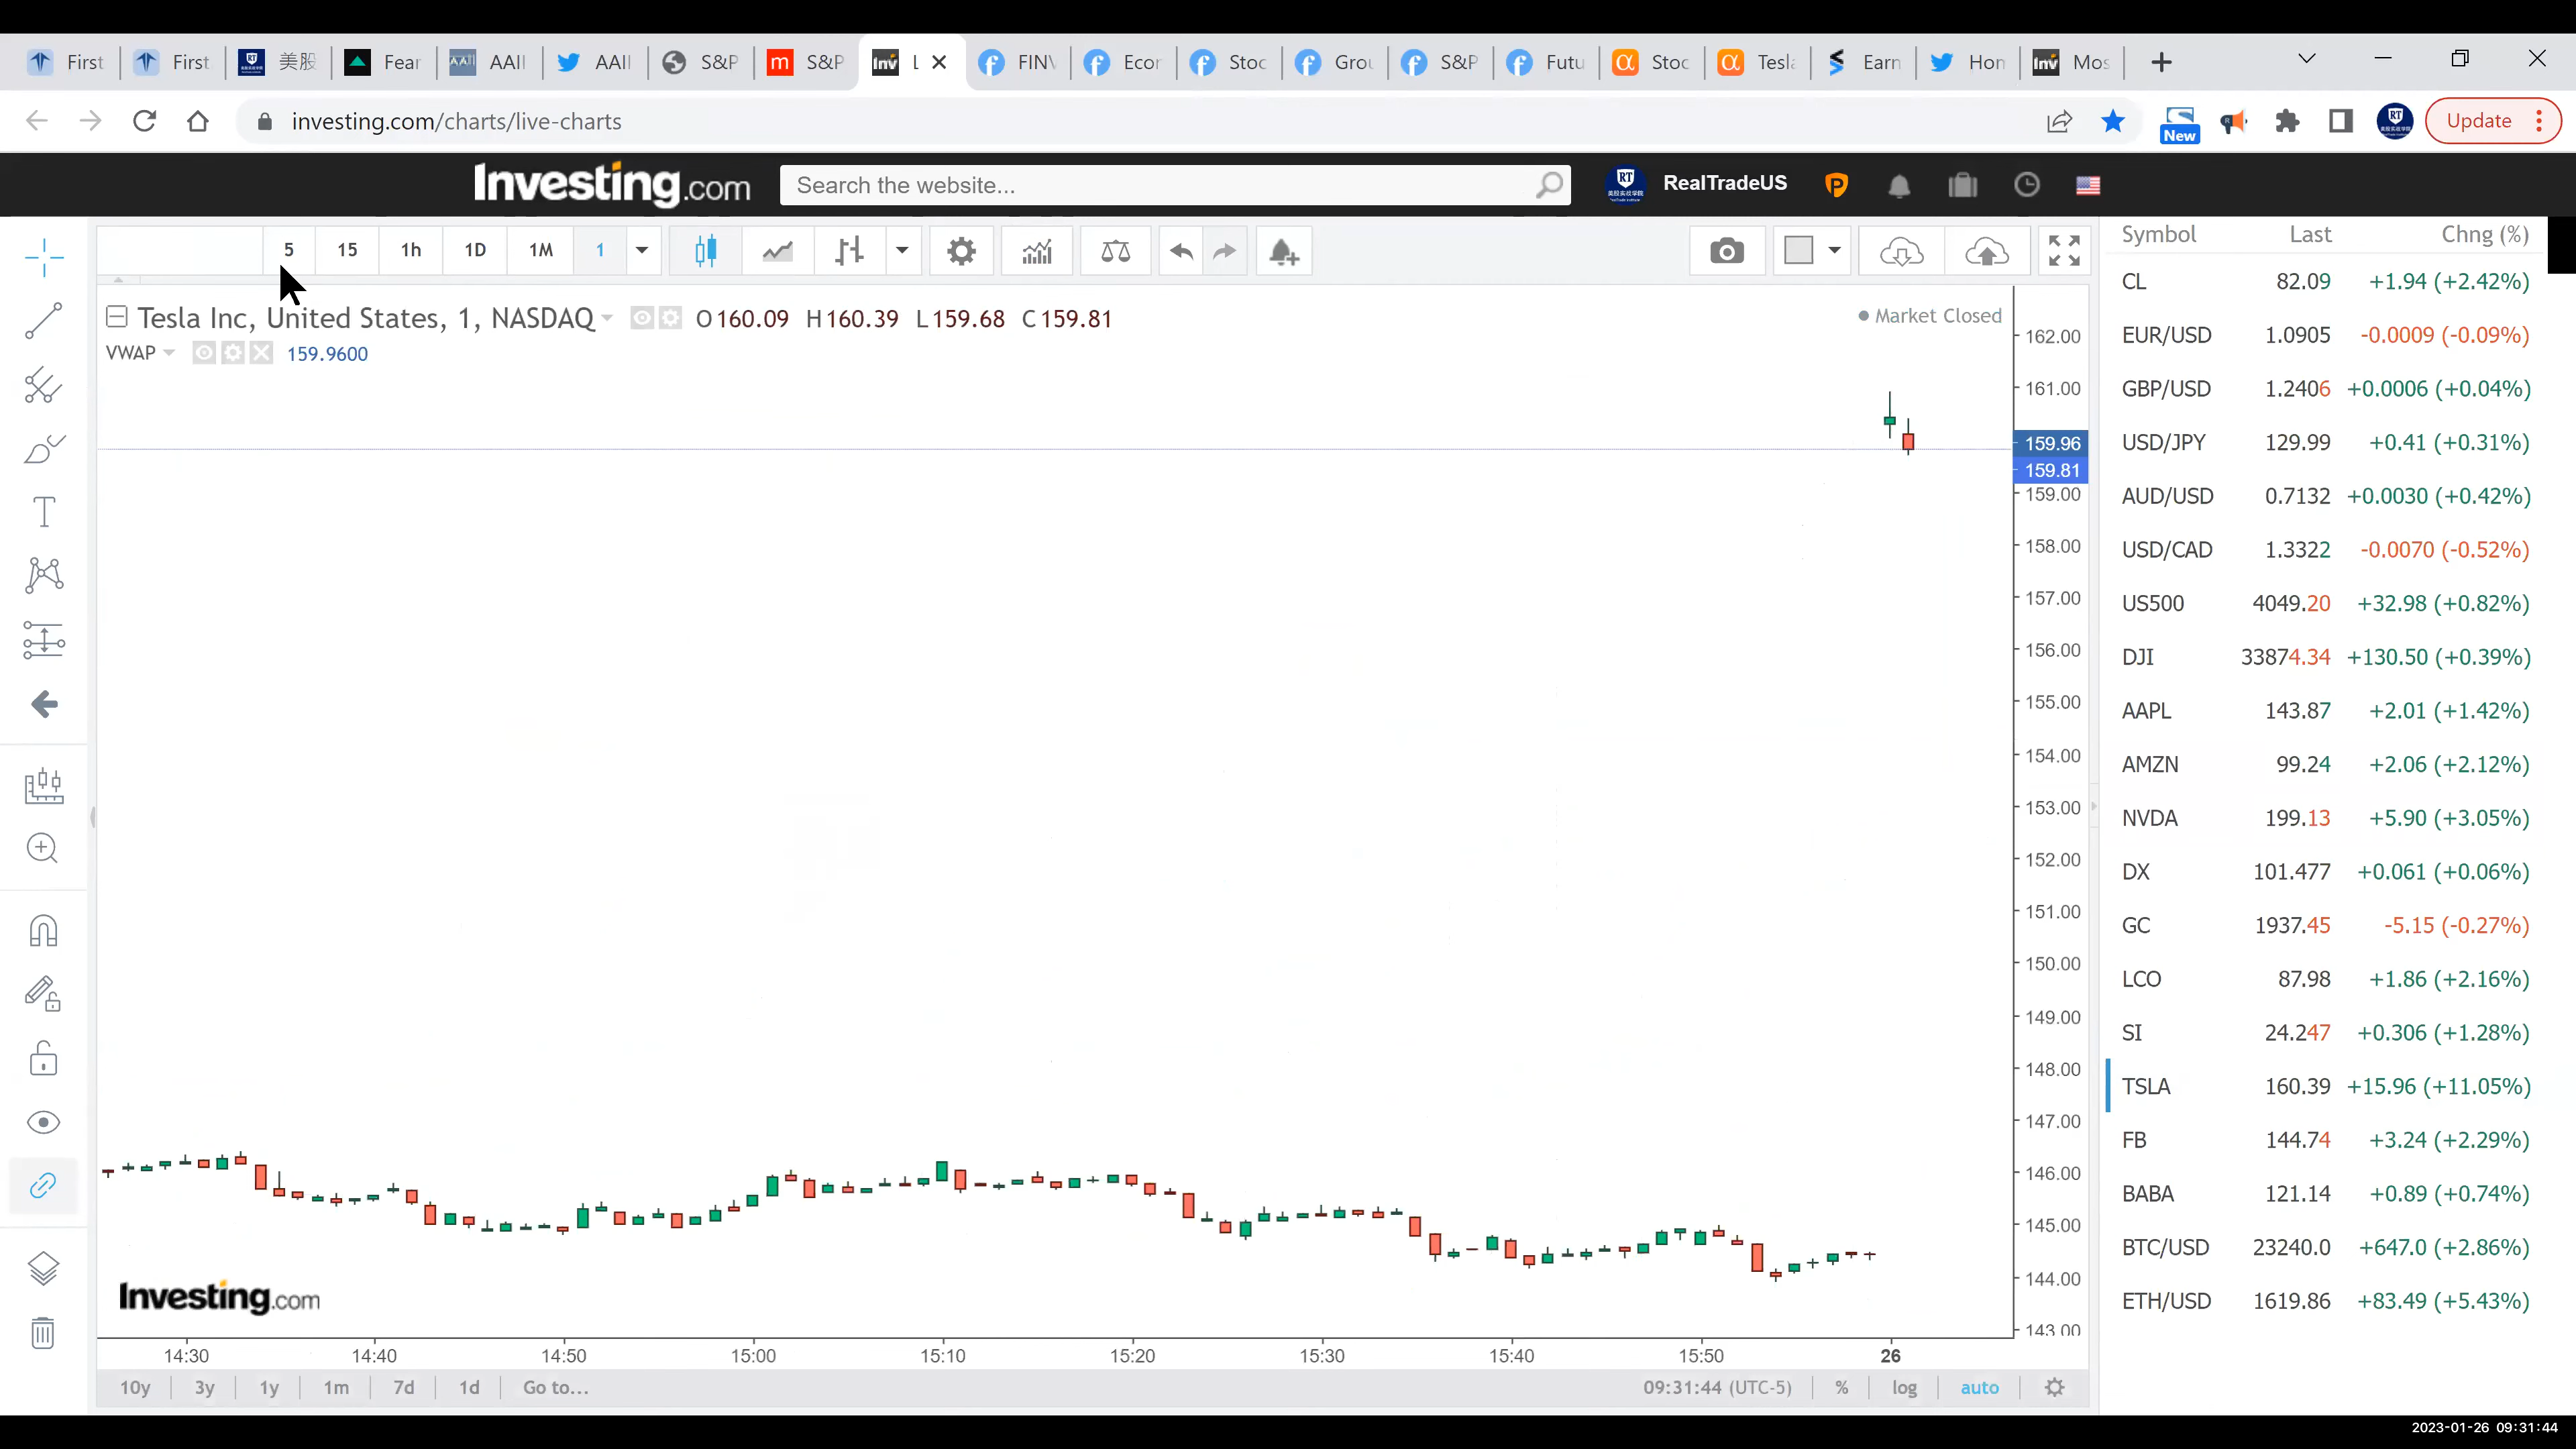 First First 美股 Fear AAII AAII S&P S&P L FINV Econ Stoc Grou S&P Futu Stoc Tesla Earn Hom Mos
investing.com/charts/live-charts New Update
Investing.com Search the website... RealTradeUS
5 15 1h 1D 1M 1
Tesla Inc, United States, 1, NASDAQ O160.09 H160.39 L159.68 C159.81 Market Closed
VWAP 159.9600
162.00
161.00
159.96
159.81
159.00
158.00
157.00
156.00
155.00
154.00
153.00
152.00
151.00
150.00
149.00
148.00
147.00
146.00
145.00
144.00
143.00
Investing.com
14:30 14:40 14:50 15:00 15:10 15:20 15:30 15:40 15:50 26
10y 3y 1y 1m 7d 1d Go to... 09:31:44 (UTC-5) % log auto
Symbol Last Chng (%)
CL 82.09 +1.94 (+2.42%)
EUR/USD 1.0905 -0.0009 (-0.09%)
GBP/USD 1.2406 +0.0006 (+0.04%)
USD/JPY 129.99 +0.41 (+0.31%)
AUD/USD 0.7132 +0.0030 (+0.42%)
USD/CAD 1.3322 -0.0070 (-0.52%)
US500 4049.20 +32.98 (+0.82%)
DJI 33874.34 +130.50 (+0.39%)
AAPL 143.87 +2.01 (+1.42%)
AMZN 99.24 +2.06 (+2.12%)
NVDA 199.13 +5.90 (+3.05%)
DX 101.477 +0.061 (+0.06%)
GC 1937.45 -5.15 (-0.27%)
LCO 87.98 +1.86 (+2.16%)
SI 24.247 +0.306 (+1.28%)
TSLA 160.39 +15.96 (+11.05%)
FB 144.74 +3.24 (+2.29%)
BABA 121.14 +0.89 (+0.74%)
BTC/USD 23240.0 +647.0 (+2.86%)
ETH/USD 1619.86 +83.49 (+5.43%)
2023-01-26 09:31:44